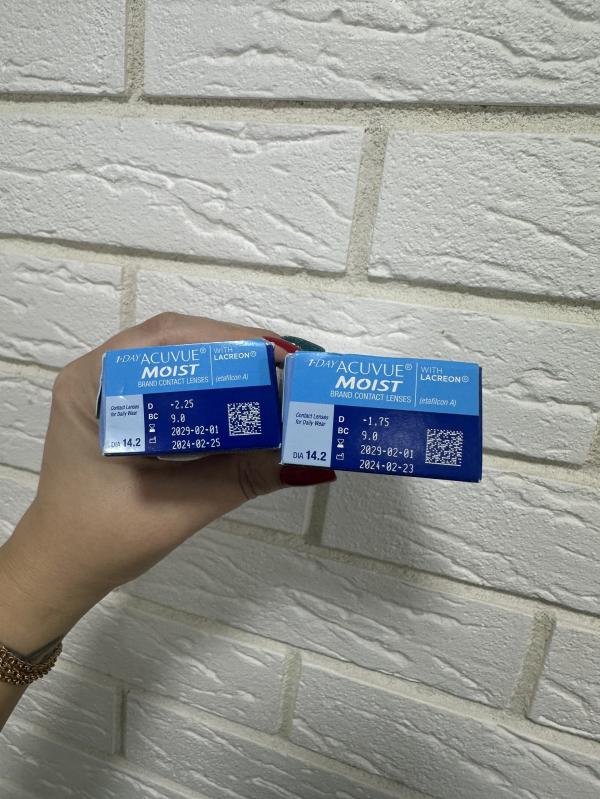 1-DAY ACUVUE® MOIST
WITH LACREON®
BRAND CONTACT LENSES
(etafilcon A)
Contact Lenses
for Daily Wear
DIA 14.2
D -2.25
BC 9.0
2029-02-01
2024-02-25
1-DAY ACUVUE® MOIST
WITH LACREON®
BRAND CONTACT LENSES
(etafilcon A)
Contact Lenses
for Daily Wear
DIA 14.2
D -1.75
BC 9.0
2029-02-01
2024-02-23